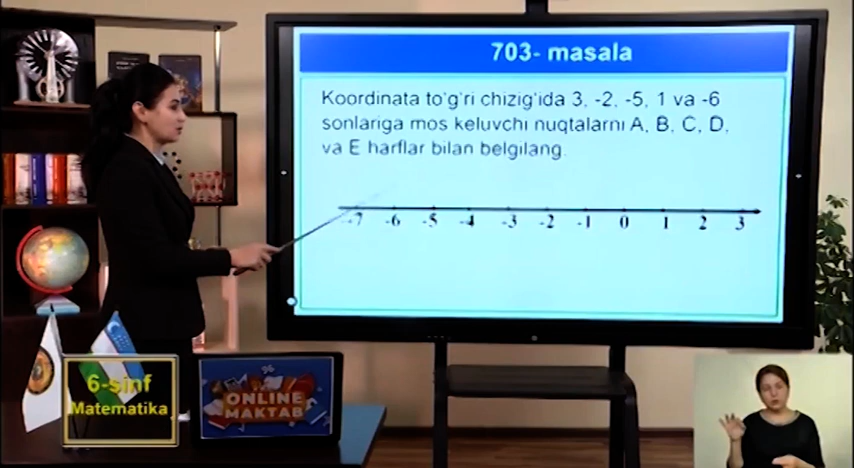 703- masala
Koordinata to'g'ri chizig'ida 3, -2, -5, 1 va -6
sonlariga mos keluvchi nuqtalarni A, B, C, D,
va E harflar bilan belgilang.
-7 -6 -5 -4 -3 -2 -1 0 1 2 3
6-sinf
Matematika
ONLINE
MAKTAB